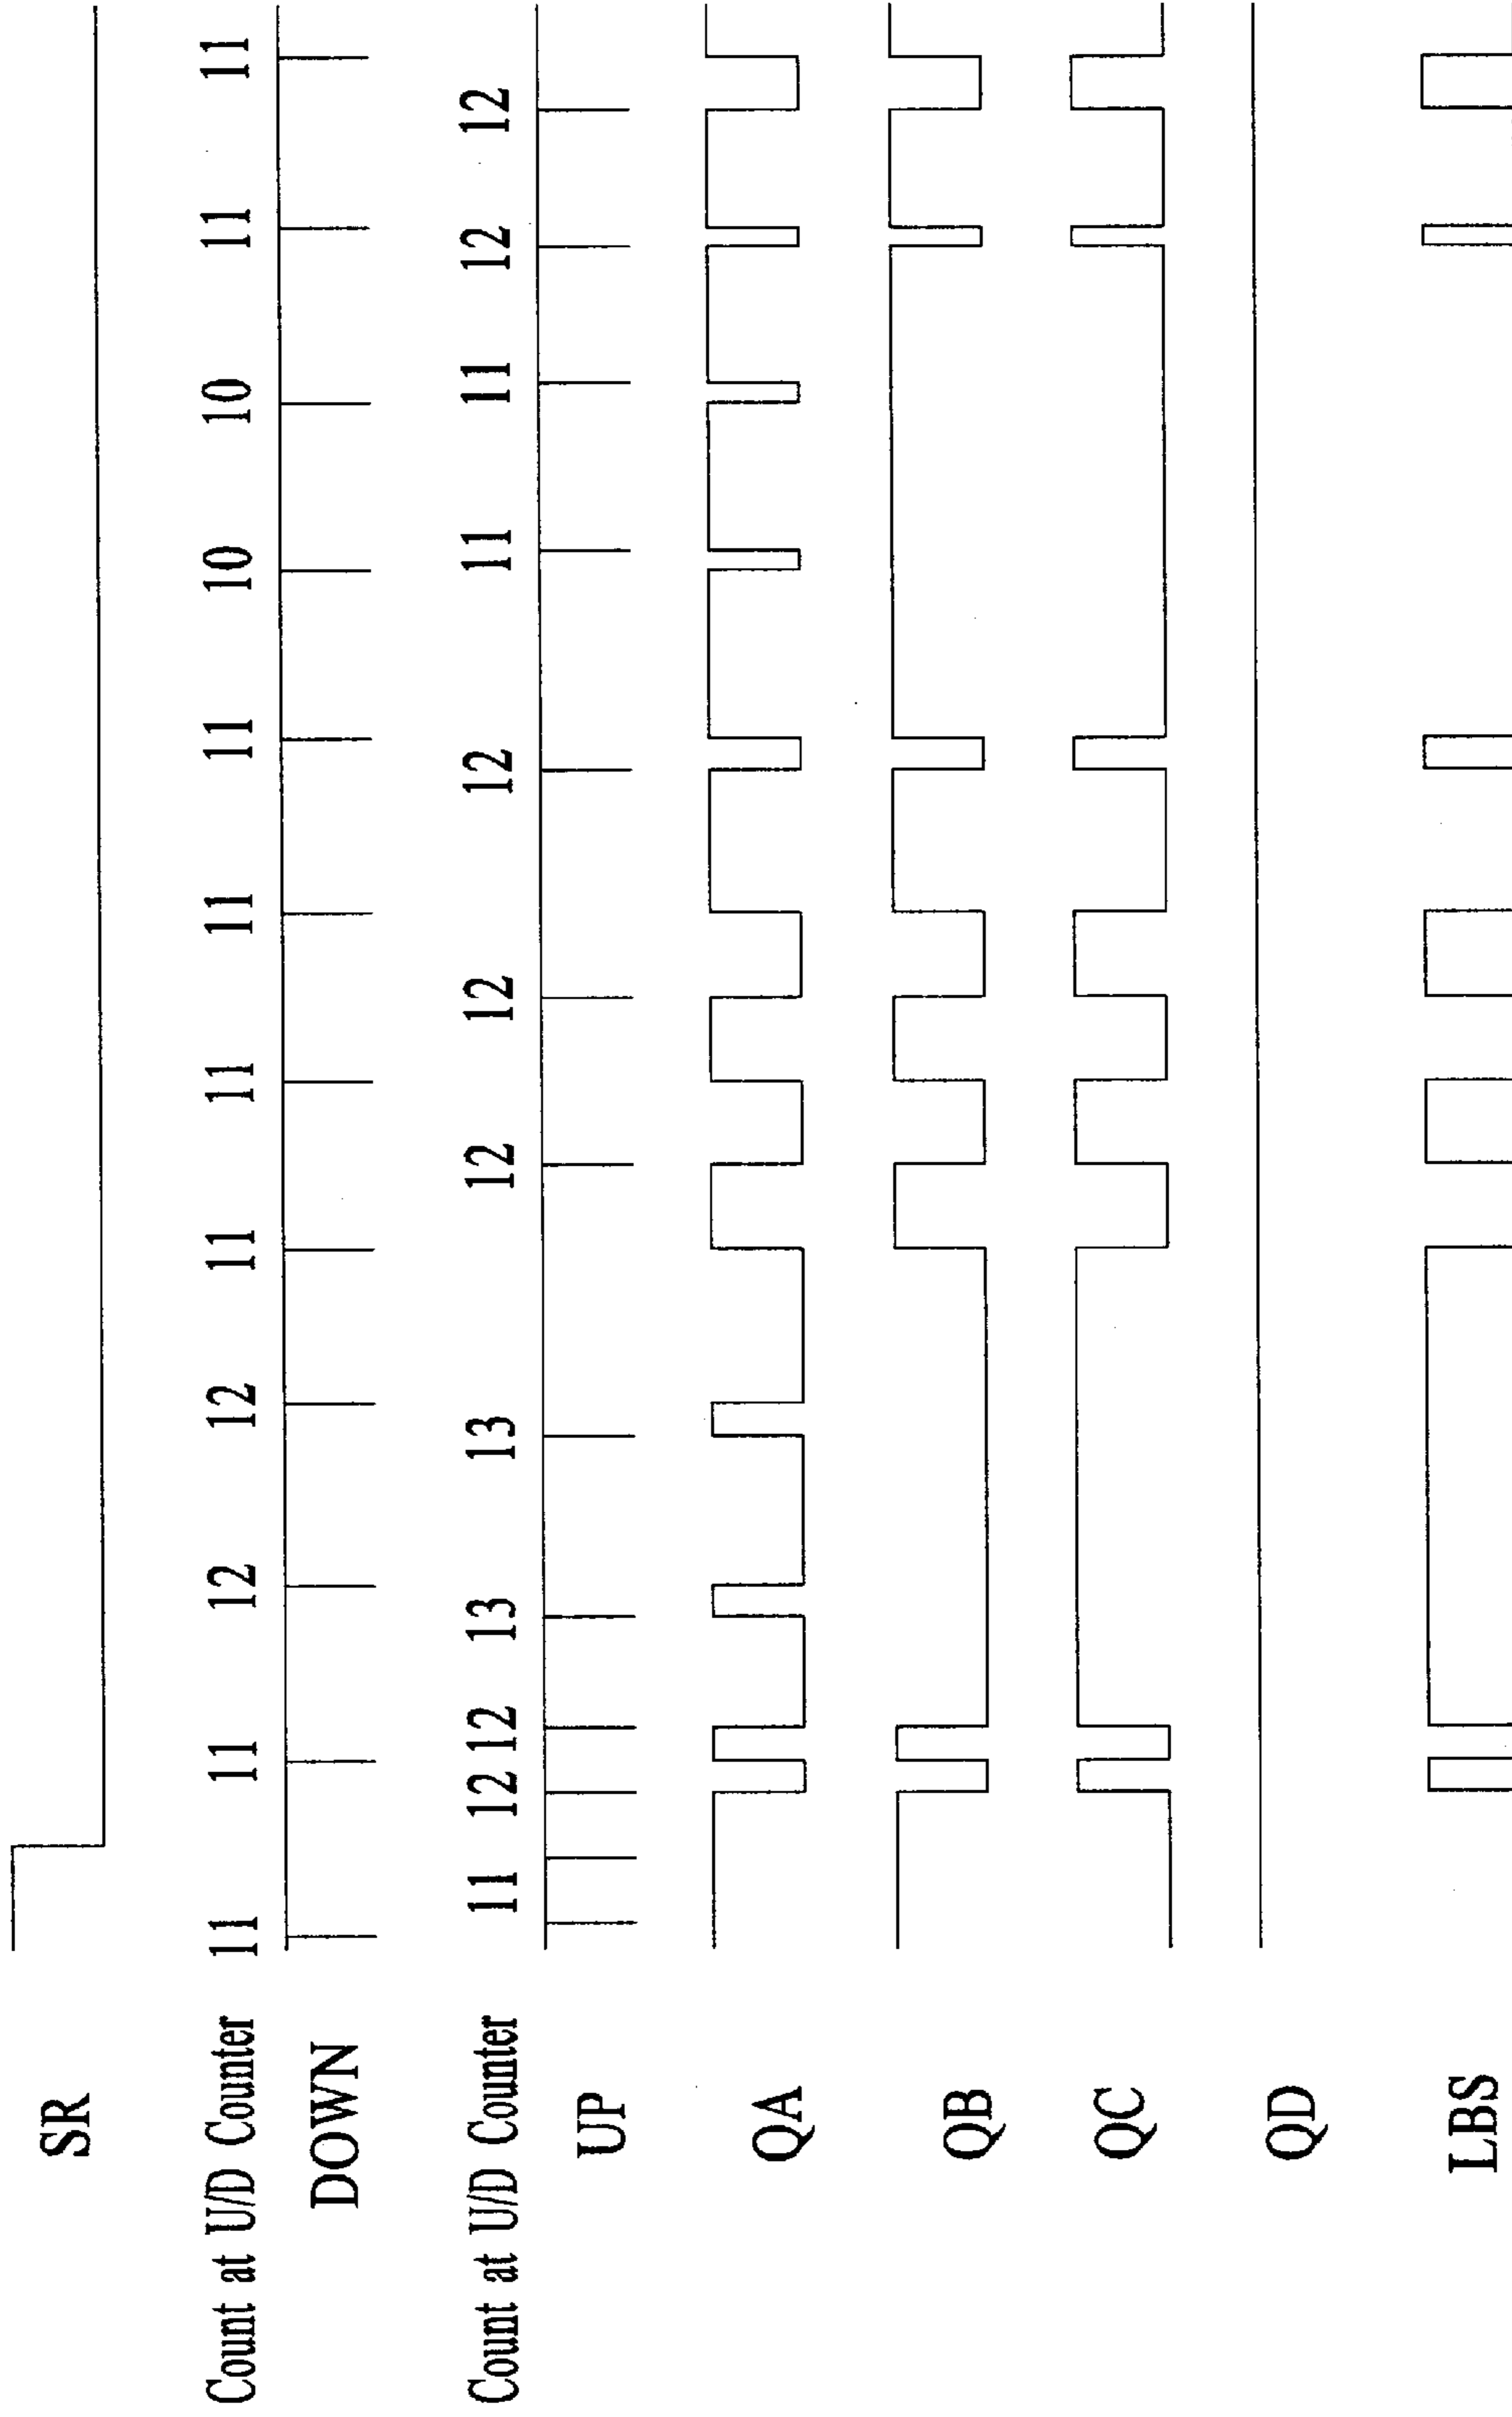 SR
Count at U/D Counter 11 11 12 12 11 11 11 11 10 10 11 11
DOWN
Count at U/D Counter 11 12 12 13 13 12 12 12 11 11 12 12
UP
QA
QB
QC
QD
LBS